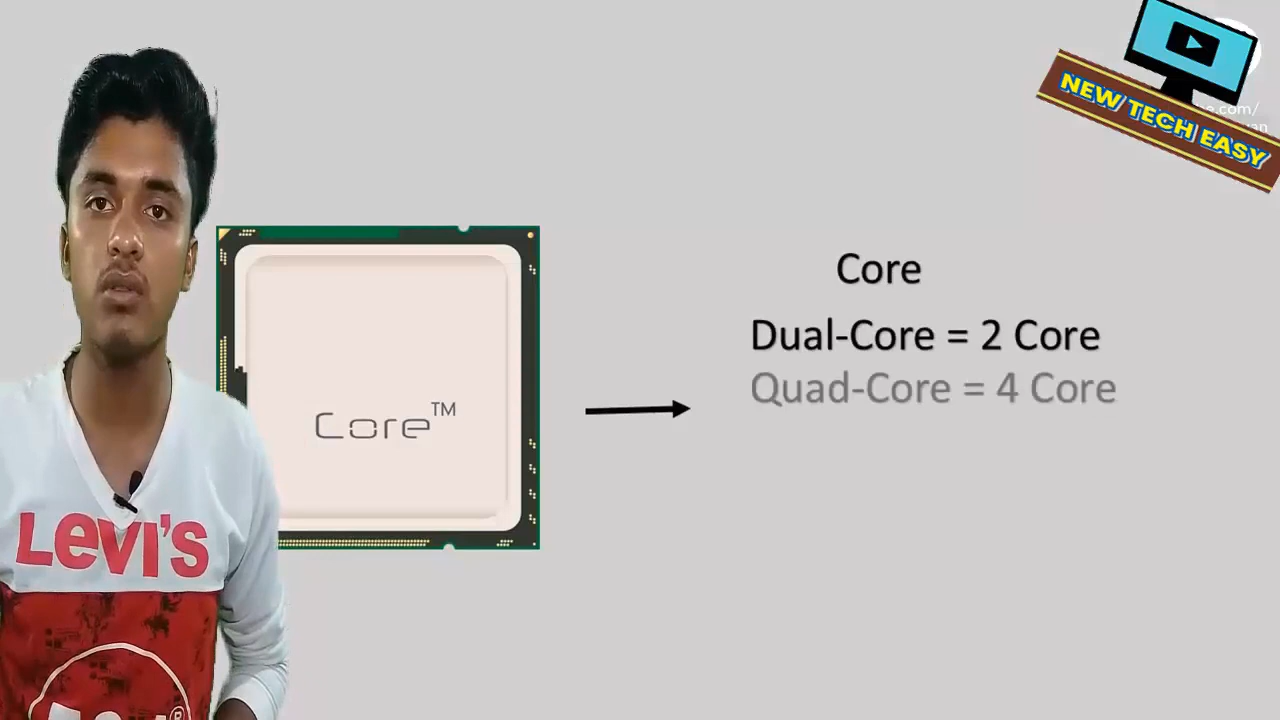 NEW TECH EASY
Core
Dual-Core = 2 Core
Quad-Core = 4 Core
Core™
LEVI'S
®